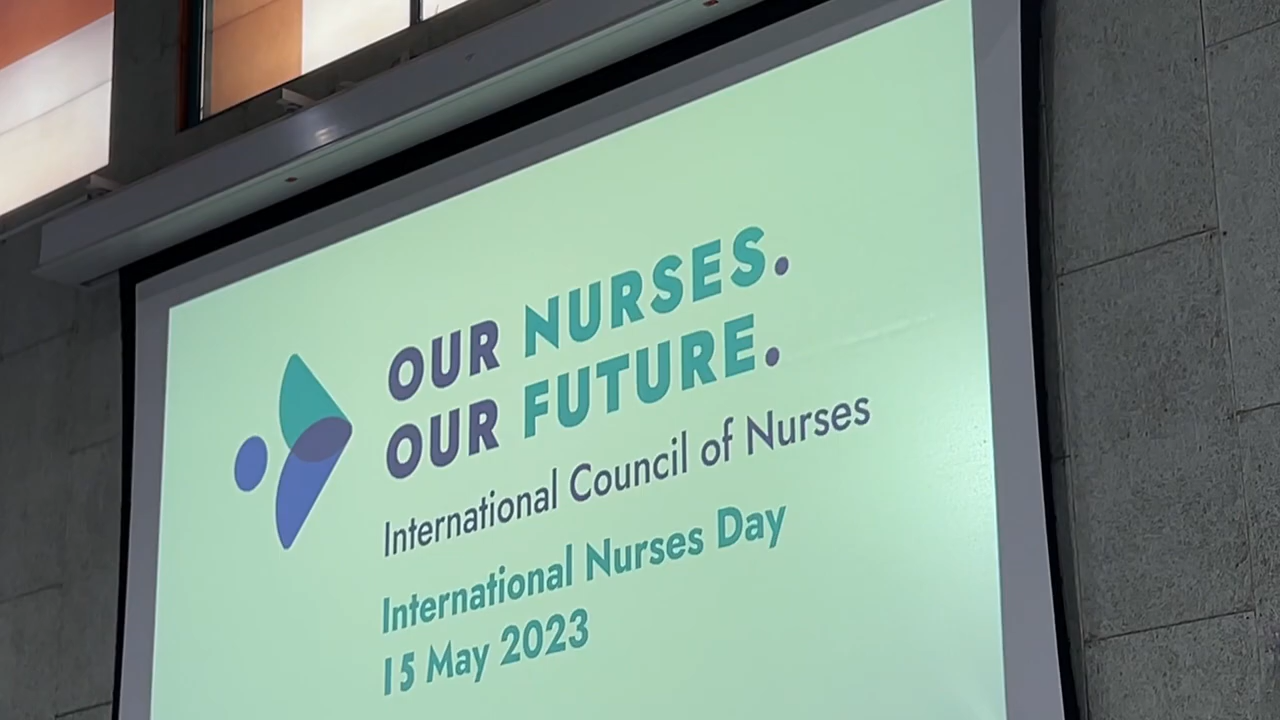 OUR NURSES.
OUR FUTURE.
International Council of Nurses
International Nurses Day
15 May 2023